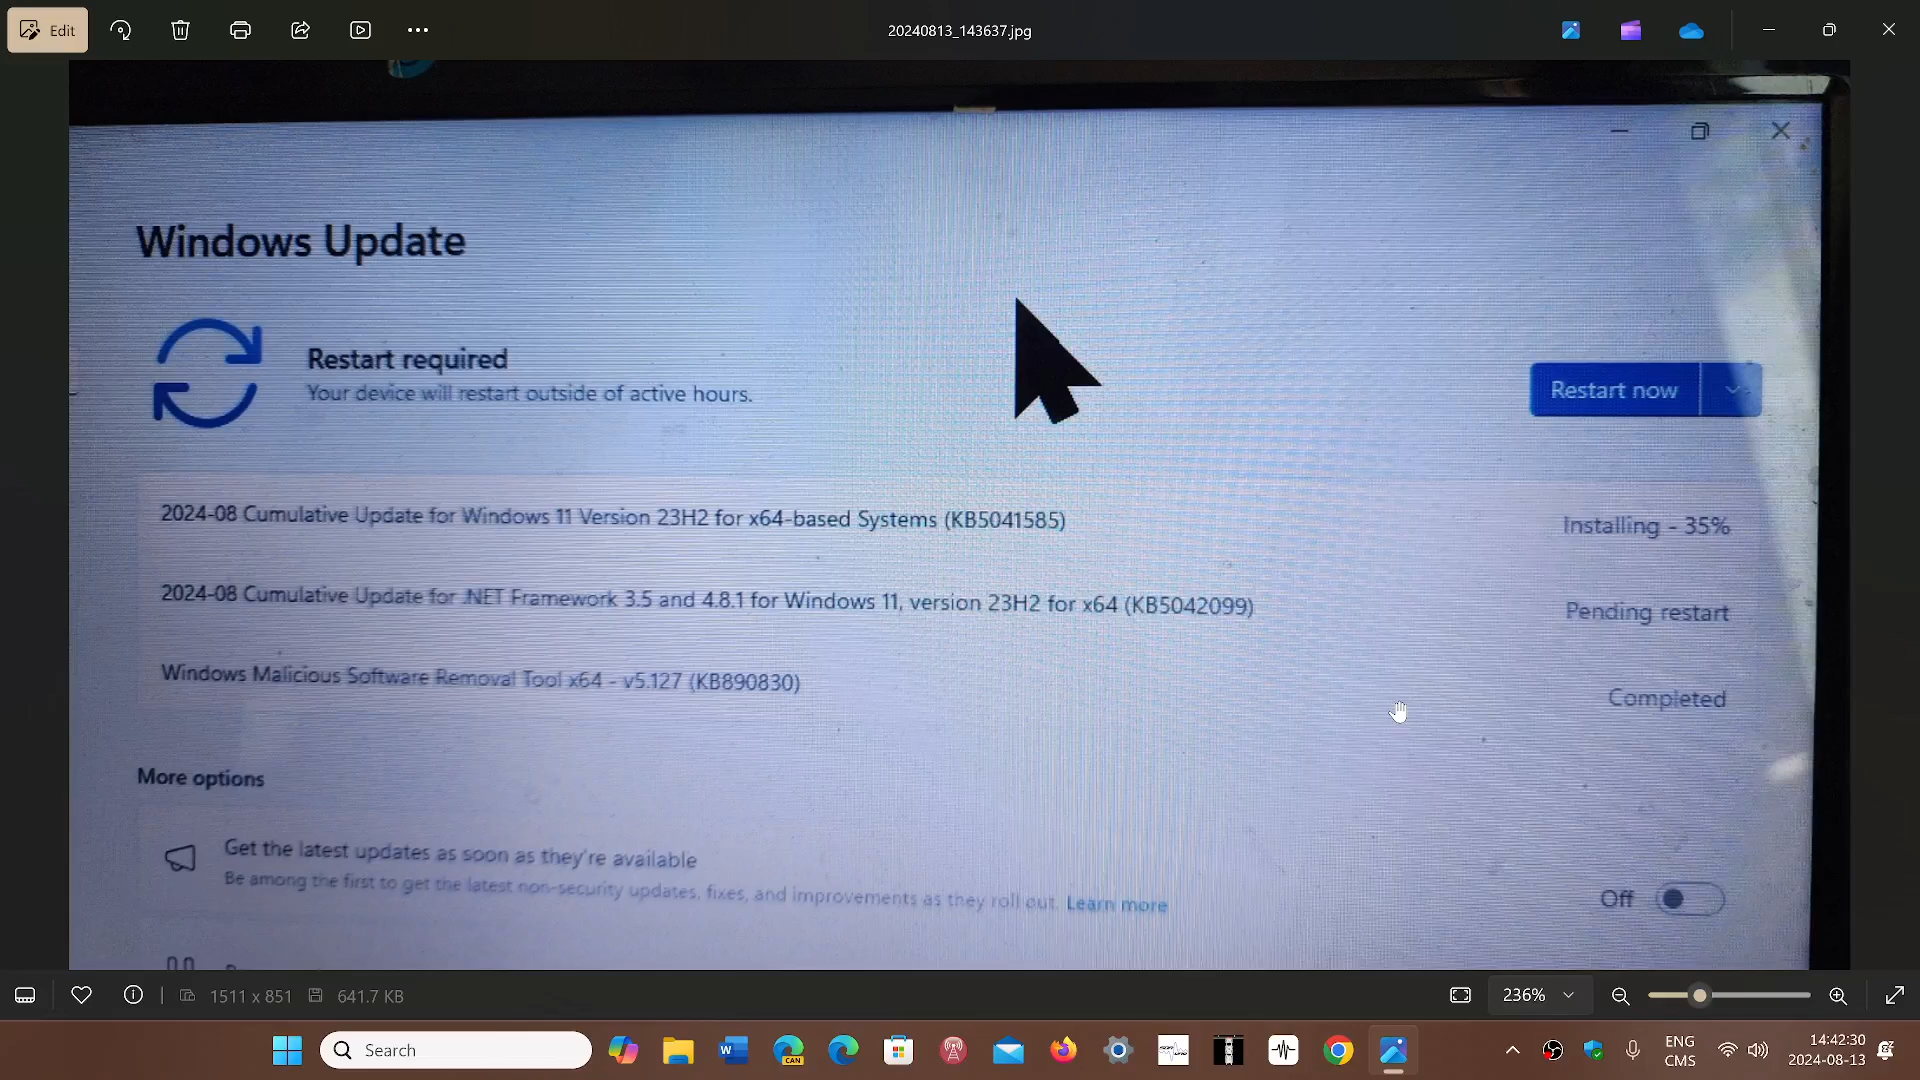 Edit
20240813_143637.jpg
Windows Update
Restart required
Your device will restart outside of active hours.
Restart now
2024-08 Cumulative Update for Windows 11 Version 23H2 for x64-based Systems (KB5041585)
Installing - 35%
2024-08 Cumulative Update for .NET Framework 3.5 and 4.8.1 for Windows 11, version 23H2 for x64 (KB5042099)
Pending restart
Windows Malicious Software Removal Tool x64 - v5.127 (KB890830)
Completed
More options
Get the latest updates as soon as they're available
Be among the first to get the latest non-security updates, fixes, and improvements as they roll out. Learn more
Off
1511 x 851
641.7 KB
236%
Search
W
CAN
ENG
CMS
14:42:30
2024-08-13